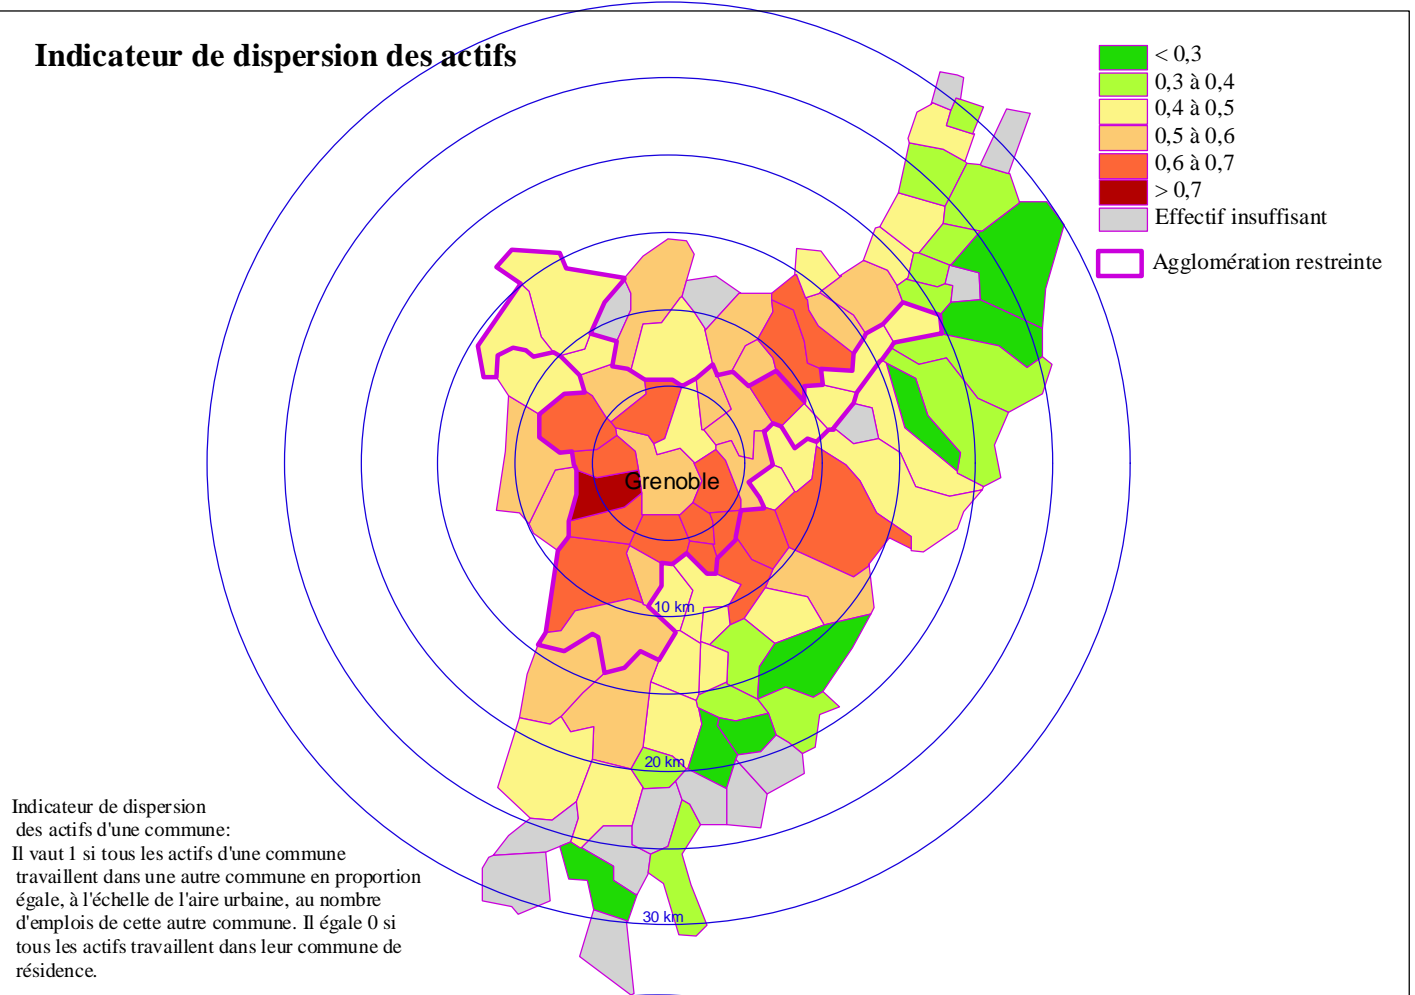 Indicateur de dispersion des actifs
< 0,3
0,3 à 0,4
0,4 à 0,5
0,5 à 0,6
0,6 à 0,7
> 0,7
Effectif insuffisant
Agglomération restreinte
Grenoble
10 km
20 km
30 km
Indicateur de dispersion
des actifs d'une commune:
Il vaut 1 si tous les actifs d'une commune
travaillent dans une autre commune en proportion
égale, à l'échelle de l'aire urbaine, au nombre
d'emplois de cette autre commune. Il égale 0 si
tous les actifs travaillent dans leur commune de
résidence.